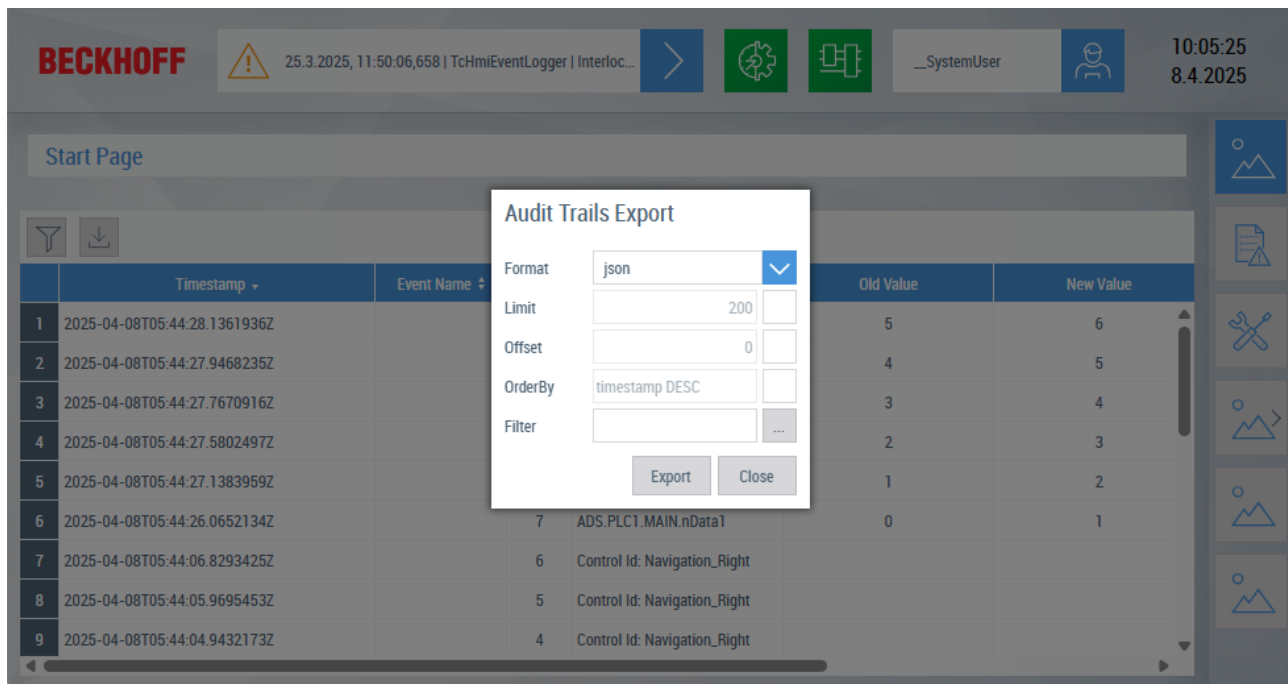 BECKHOFF
25.3.2025, 11:50:06,658 | TcHmiEventLogger | Interloc...
__SystemUser
10:05:25
8.4.2025
Start Page
Audit Trails Export
Format json
Limit 200
Offset 0
OrderBy timestamp DESC
Filter ...
Export Close
Timestamp Event Name Old Value New Value
1 2025-04-08T05:44:28.1361936Z 5 6
2 2025-04-08T05:44:27.9468235Z 4 5
3 2025-04-08T05:44:27.7670916Z 3 4
4 2025-04-08T05:44:27.5802497Z 2 3
5 2025-04-08T05:44:27.1383959Z 1 2
6 2025-04-08T05:44:26.0652134Z 7 ADS.PLC1.MAIN.nData1 0 1
7 2025-04-08T05:44:06.8293425Z 6 Control Id: Navigation_Right
8 2025-04-08T05:44:05.9695453Z 5 Control Id: Navigation_Right
9 2025-04-08T05:44:04.9432173Z 4 Control Id: Navigation_Right